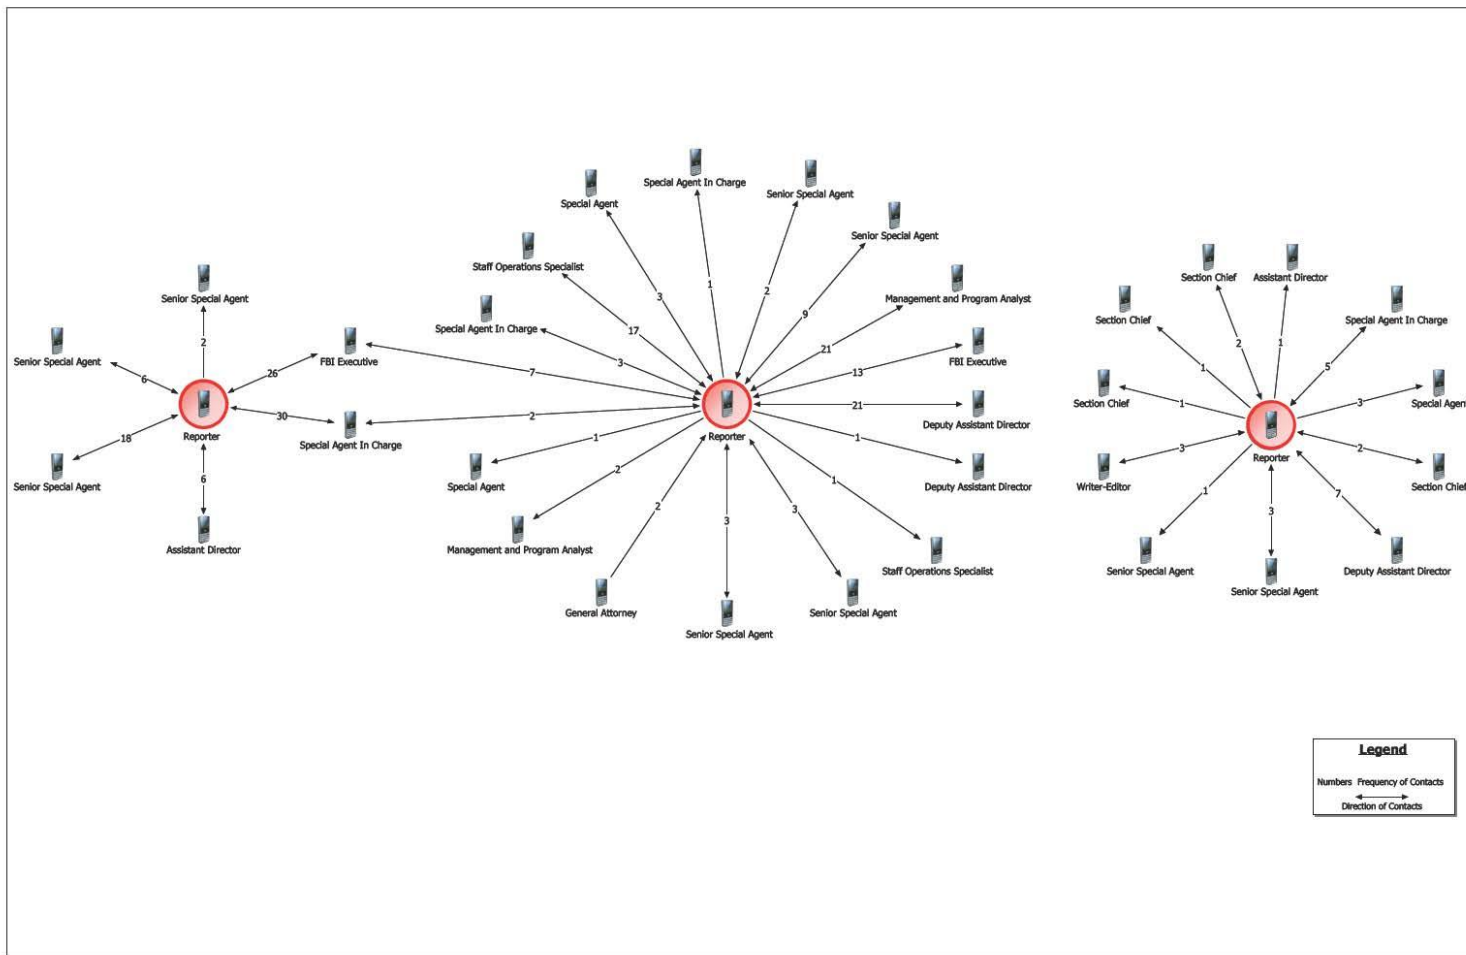 Special Agent In Charge
Senior Special Agent
Special Agent
Senior Special Agent
Staff Operations Specialist
Section Chief
Assistant Director
Senior Special Agent
Management and Program Analyst
1
2
3
Section Chief
Special Agent In Charge
Special Agent In Charge
9
17
2
1
2
Senior Special Agent
FBI Executive
21
FBI Executive
3
5
6
26
7
13
1
Section Chief
Special Agent
1
3
30
2
21
Reporter
Special Agent In Charge
Reporter
Deputy Assistant Director
18
1
1
3
2
Reporter
6
2
1
Senior Special Agent
Special Agent
Deputy Assistant Director
Writer-Editor
Section Chief
2
3
3
1
7
3
Assistant Director
Management and Program Analyst
Staff Operations Specialist
Senior Special Agent
Deputy Assistant Director
General Attorney
Senior Special Agent
Senior Special Agent
Senior Special Agent
Legend
Numbers Frequency of Contacts
Direction of Contacts